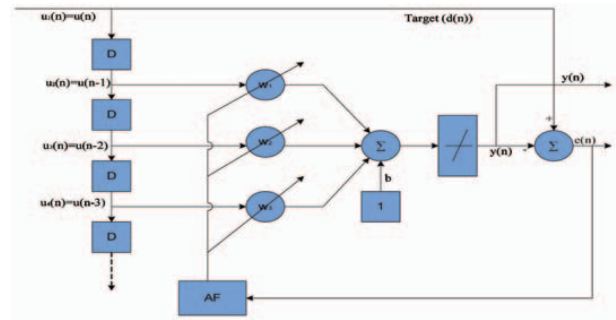 u₁(n)=u(n)
Target (d(n))
D
u₂(n)=u(n-1)
W₁
y(n)
D
+
u₃(n)=u(n-2)
W₂
Σ
y(n)
-
Σ
e(n)
D
b
u₄(n)=u(n-3)
W₃
1
D
AF